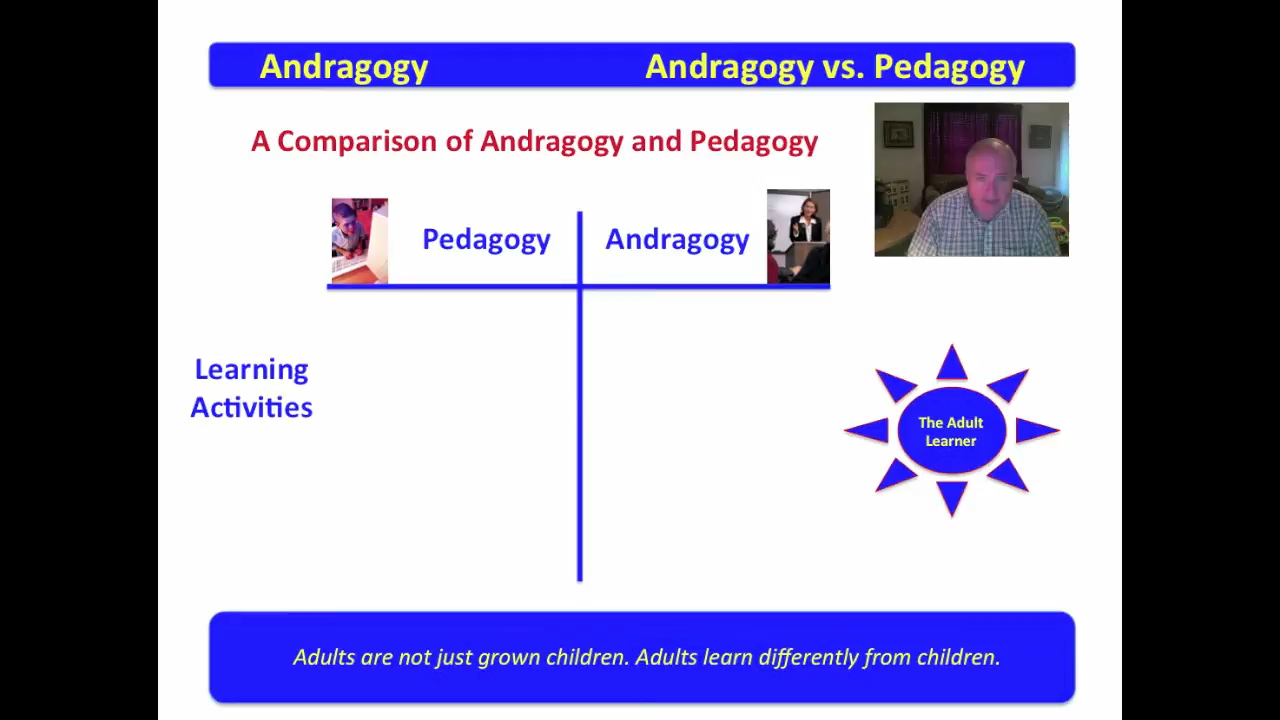 Andragogy
Andragogy vs. Pedagogy
A Comparison of Andragogy and Pedagogy
Pedagogy
Andragogy
Learning
Activities
The Adult
Learner
Adults are not just grown children. Adults learn differently from children.